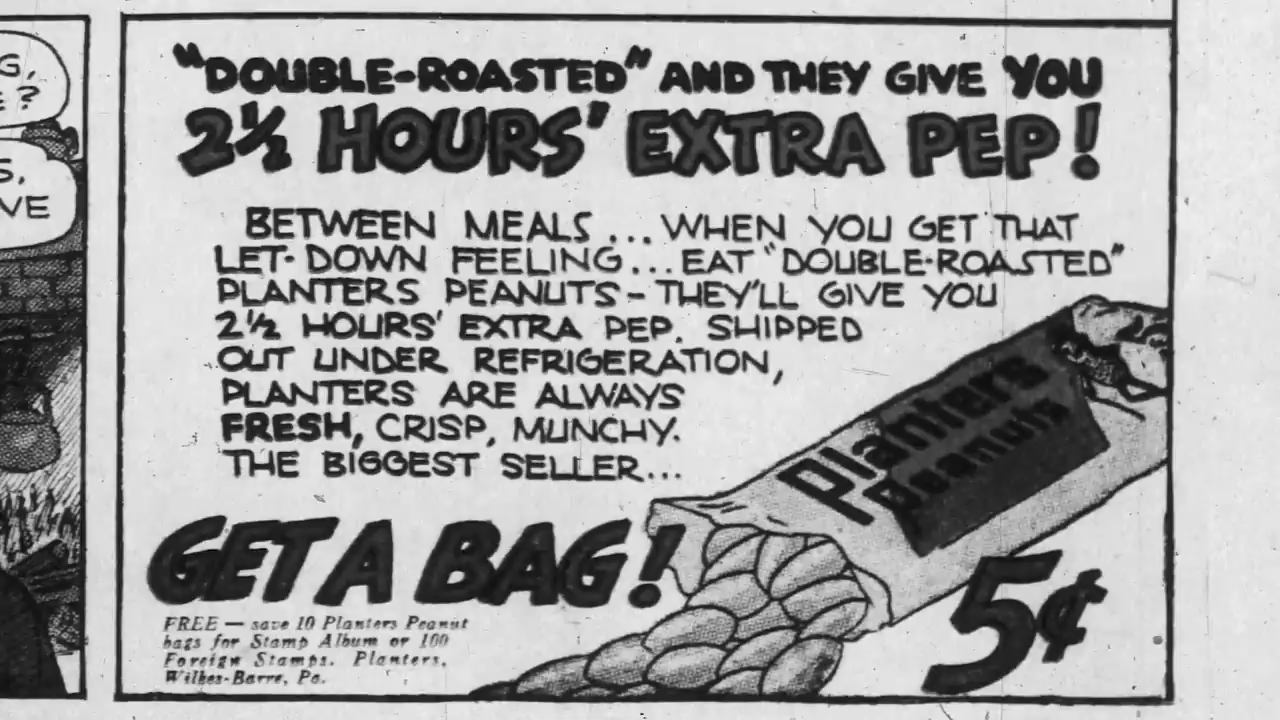 G,
E?
S,
VE
"DOUBLE-ROASTED" AND THEY GIVE YOU
2½ HOURS' EXTRA PEP!
BETWEEN MEALS... WHEN YOU GET THAT
LET-DOWN FEELING... EAT "DOUBLE-ROASTED"
PLANTERS PEANUTS - THEY'LL GIVE YOU
2½ HOURS' EXTRA PEP. SHIPPED
OUT UNDER REFRIGERATION,
PLANTERS ARE ALWAYS
FRESH, CRISP, MUNCHY.
THE BIGGEST SELLER...
Planters
Peanuts
GET A BAG!
5¢
FREE — save 10 Planters Peanut
bags for Stamp Album or 100
Foreign Stamps. Planters,
Wilkes-Barre, Pa.